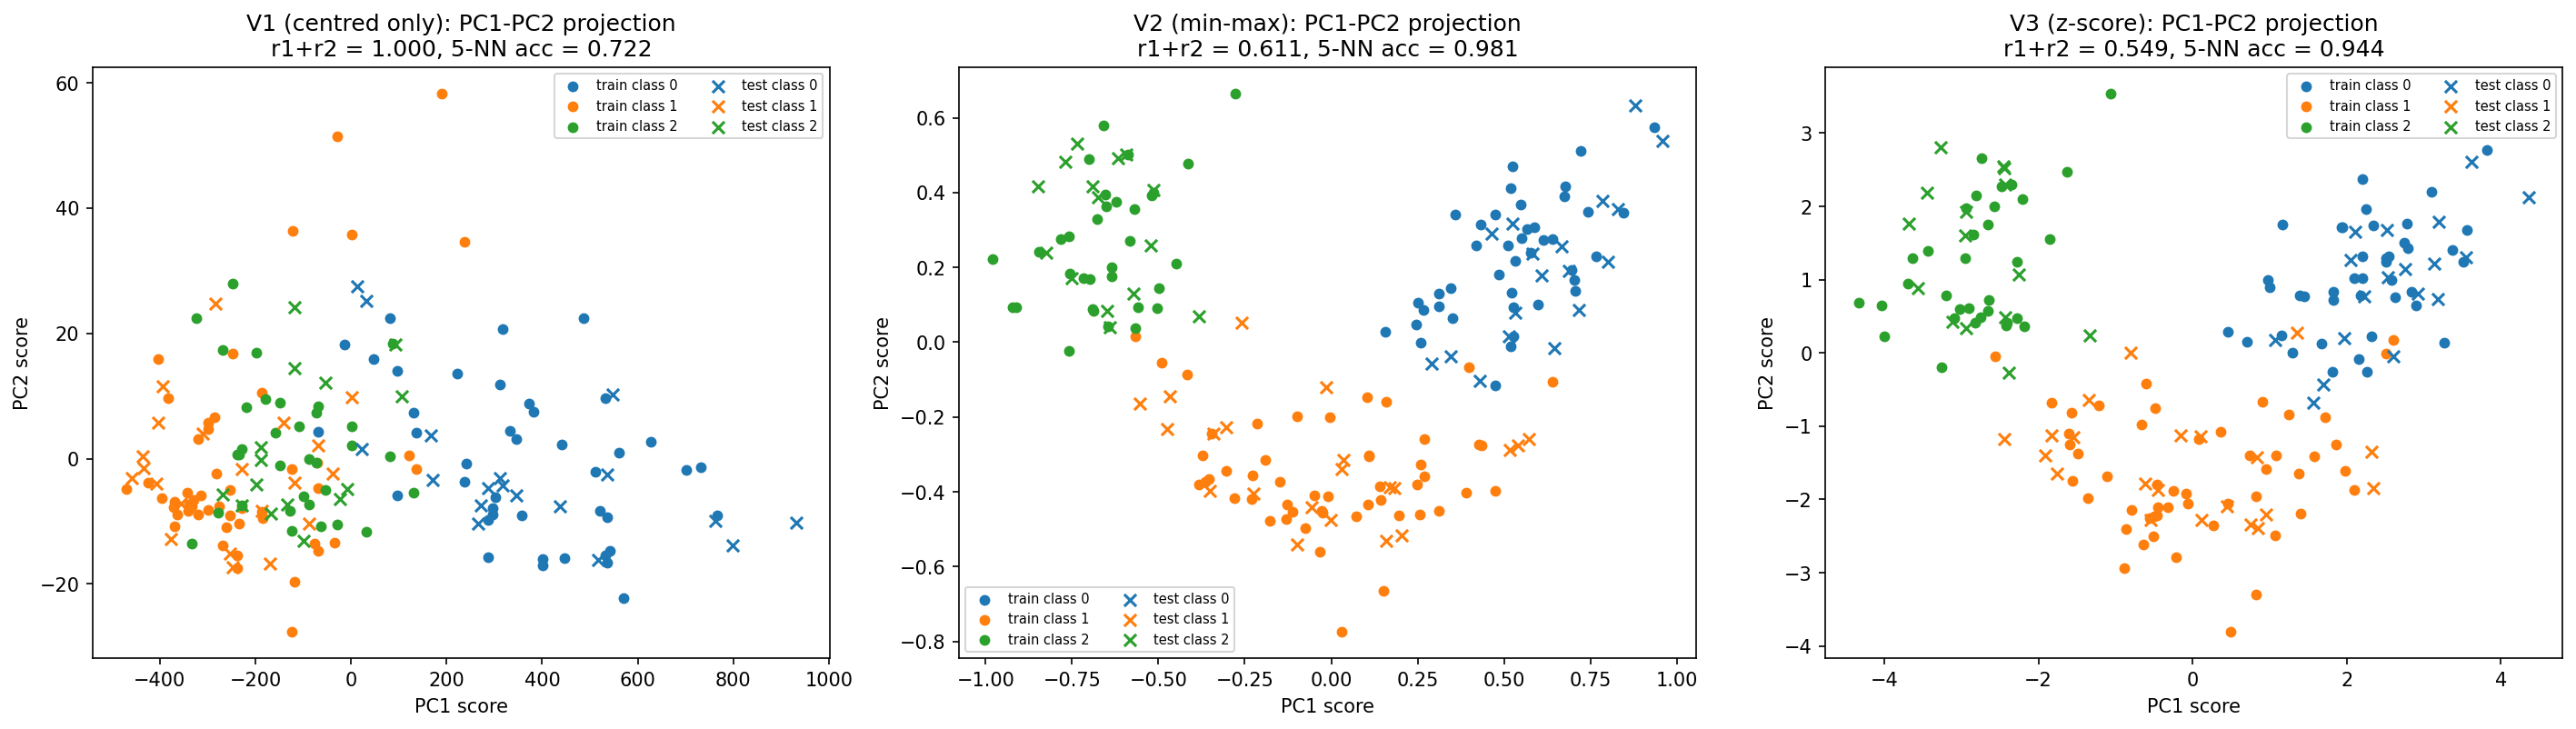 V1 (centred only): PC1-PC2 projection
r1+r2 = 1.000, 5-NN acc = 0.722
train class 0
train class 1
train class 2
test class 0
test class 1
test class 2
60
40
20
0
−20
PC2 score
−400
−200
0
200
400
600
800
1000
PC1 score
V2 (min-max): PC1-PC2 projection
r1+r2 = 0.611, 5-NN acc = 0.981
0.6
0.4
0.2
0.0
−0.2
−0.4
−0.6
−0.8
PC2 score
train class 0
train class 1
train class 2
test class 0
test class 1
test class 2
−1.00
−0.75
−0.50
−0.25
0.00
0.25
0.50
0.75
1.00
PC1 score
V3 (z-score): PC1-PC2 projection
r1+r2 = 0.549, 5-NN acc = 0.944
train class 0
train class 1
train class 2
test class 0
test class 1
test class 2
3
2
1
0
−1
−2
−3
−4
PC2 score
−4
−2
0
2
4
PC1 score